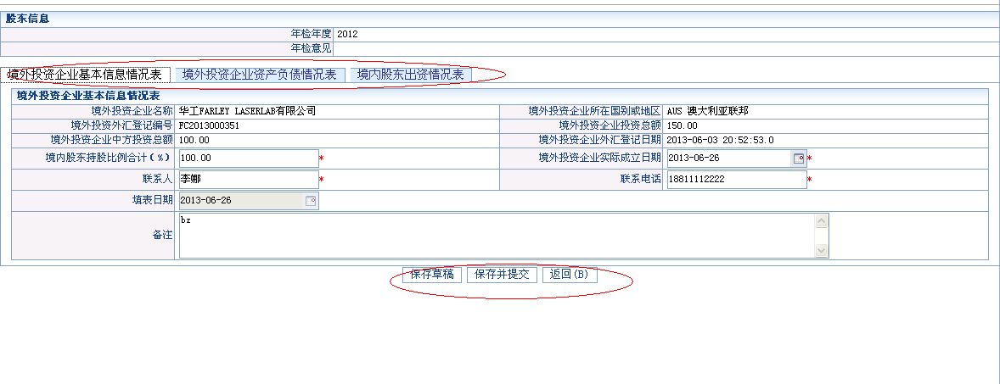 股东信息
年检年度 2012
年检意见
境外投资企业基本信息情况表 境外投资企业资产负债情况表 境内股东出资情况表
境外投资企业基本信息情况表
境外投资企业名称 华工FARLEY LASERLAB有限公司 境外投资企业所在国别或地区 AUS 澳大利亚联邦
境外投资外汇登记编号 FC2013000351 境外投资企业投资总额 150.00
境外投资企业中方投资总额 100.00 境外投资企业外汇登记日期 2013-06-03 20:52:53.0
境内股东持股比例合计(%) 100.00 * 境外投资企业实际成立日期 2013-06-26 *
联系人 李娜 * 联系电话 18811112222 *
填表日期 2013-06-26
备注 bz
保存草稿 保存并提交 返回(B)